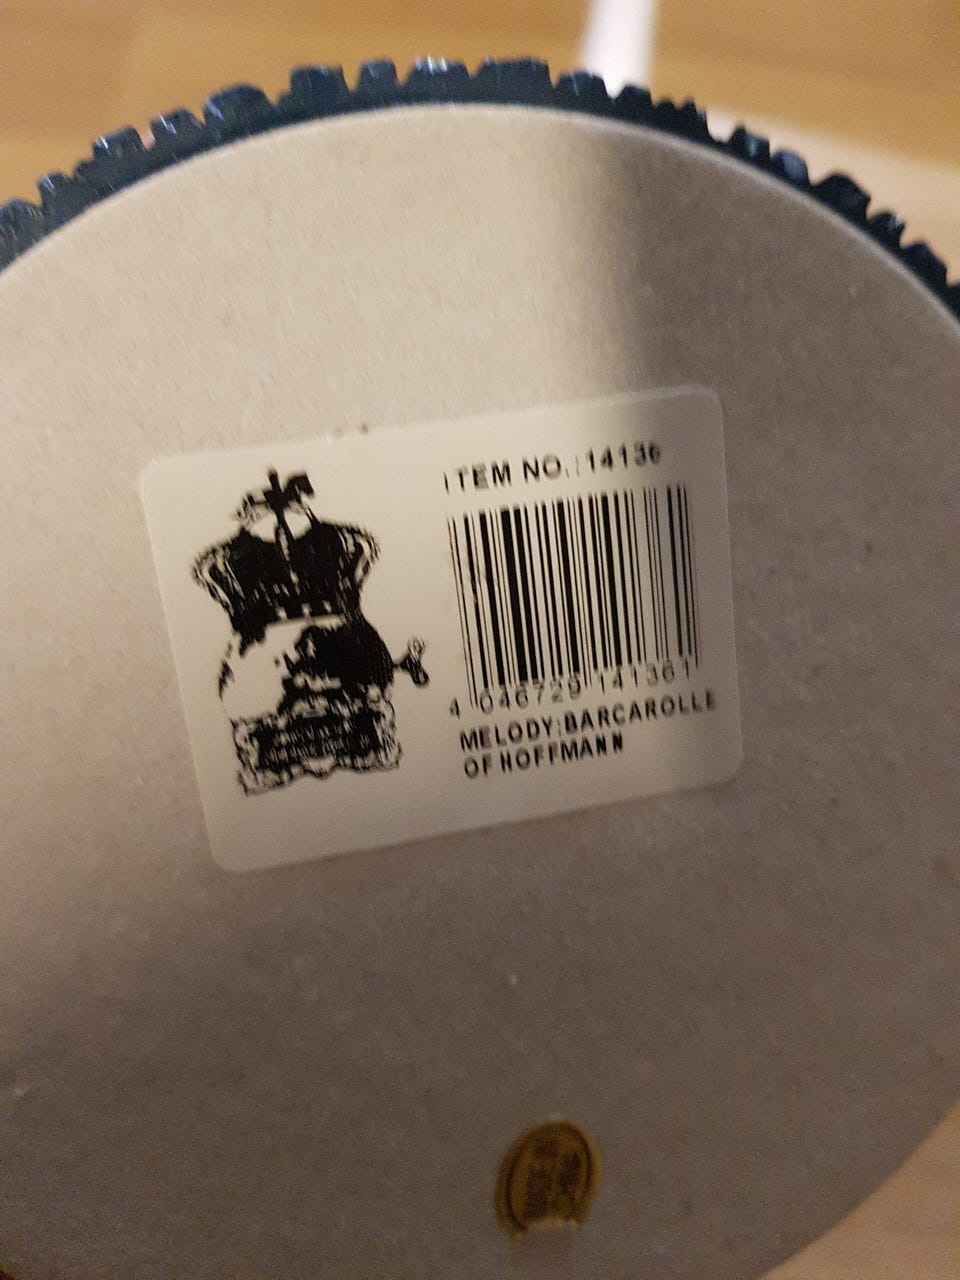 ITEM NO.:14136
4 046729 141361
MELODY:BARCAROLLE
OF HOFFMANN